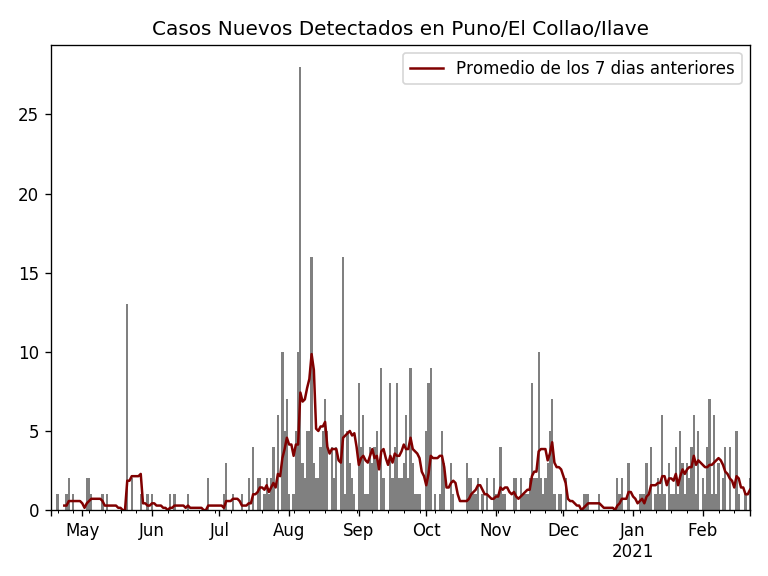 Casos Nuevos Detectados en Puno/El Collao/Ilave
Promedio de los 7 dias anteriores
25
20
15
10
5
0
May Jun Jul Aug Sep Oct Nov Dec Jan Feb
2021